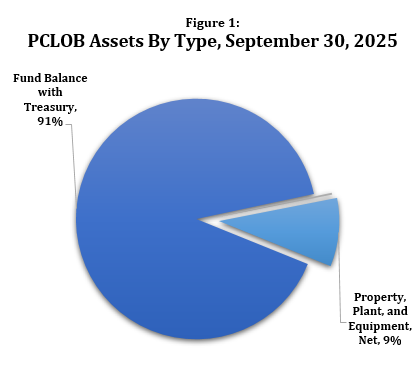 Figure 1:
PCLOB Assets By Type, September 30, 2025
Fund Balance
with
Treasury,
91%
Property,
Plant, and
Equipment,
Net, 9%